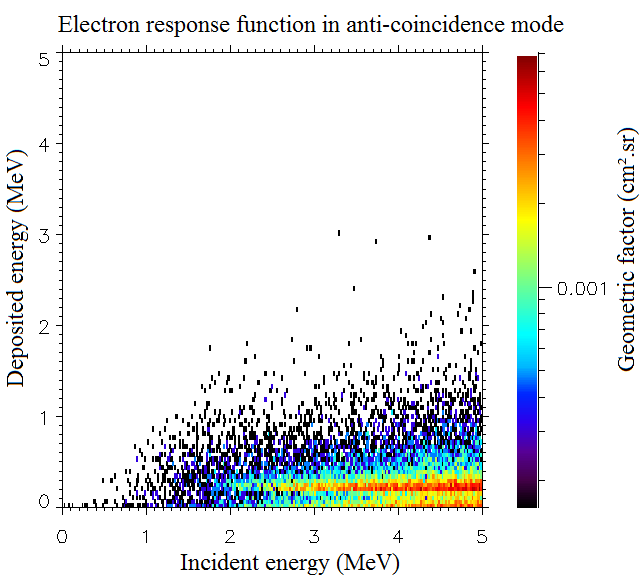 Electron response function in anti-coincidence mode
5
4
3
2
1
0
Deposited energy (MeV)
0 1 2 3 4 5
Incident energy (MeV)
0.001
Geometric factor (cm².sr)